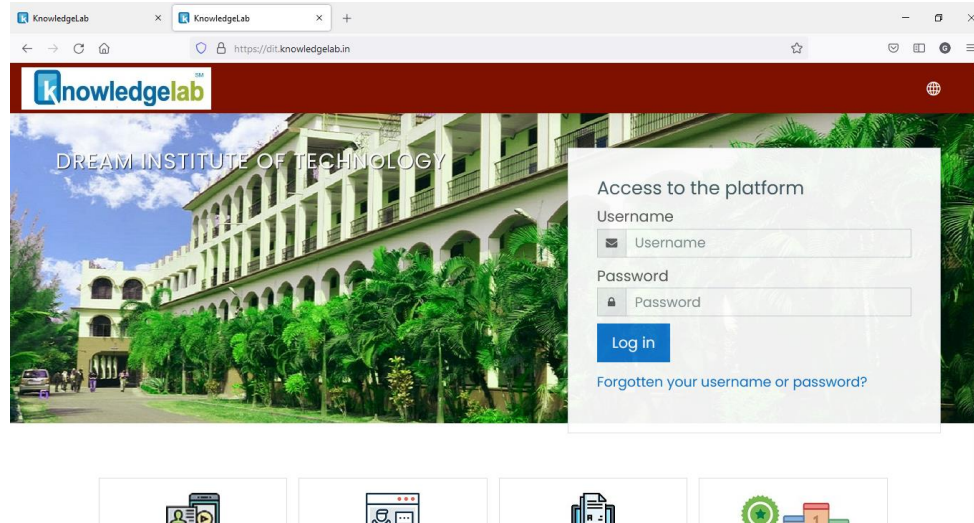 KnowledgeLab
KnowledgeLab
https://dit.knowledgelab.in
G
knowledgelab SM
DREAM INSTITUTE OF TECHNOLOGY
Access to the platform
Username
Username
Password
Password
Log in
Forgotten your username or password?
1